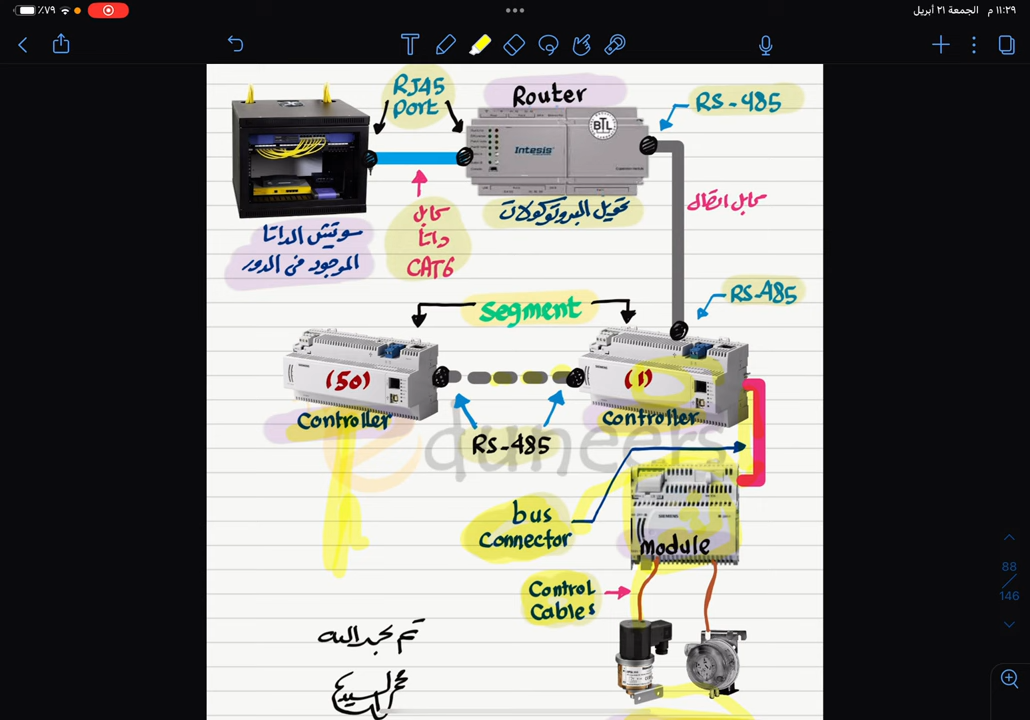 ٧٩٪
١١:٢٩ م الجمعة ٢١ أبريل
T
RJ45
Port
Router
RS-485
BTL
Intesis
كابل اتصال
تحويل البروتوكولات
كابل
داتا
CAT6
سوتيش الداتا
الموجود في الدور
RS-485
Segment
(50)
(1)
Controller
Controller
RS-485
eduneers
bus
Connector
module
Control
Cables
88
146
تم بحمد الله